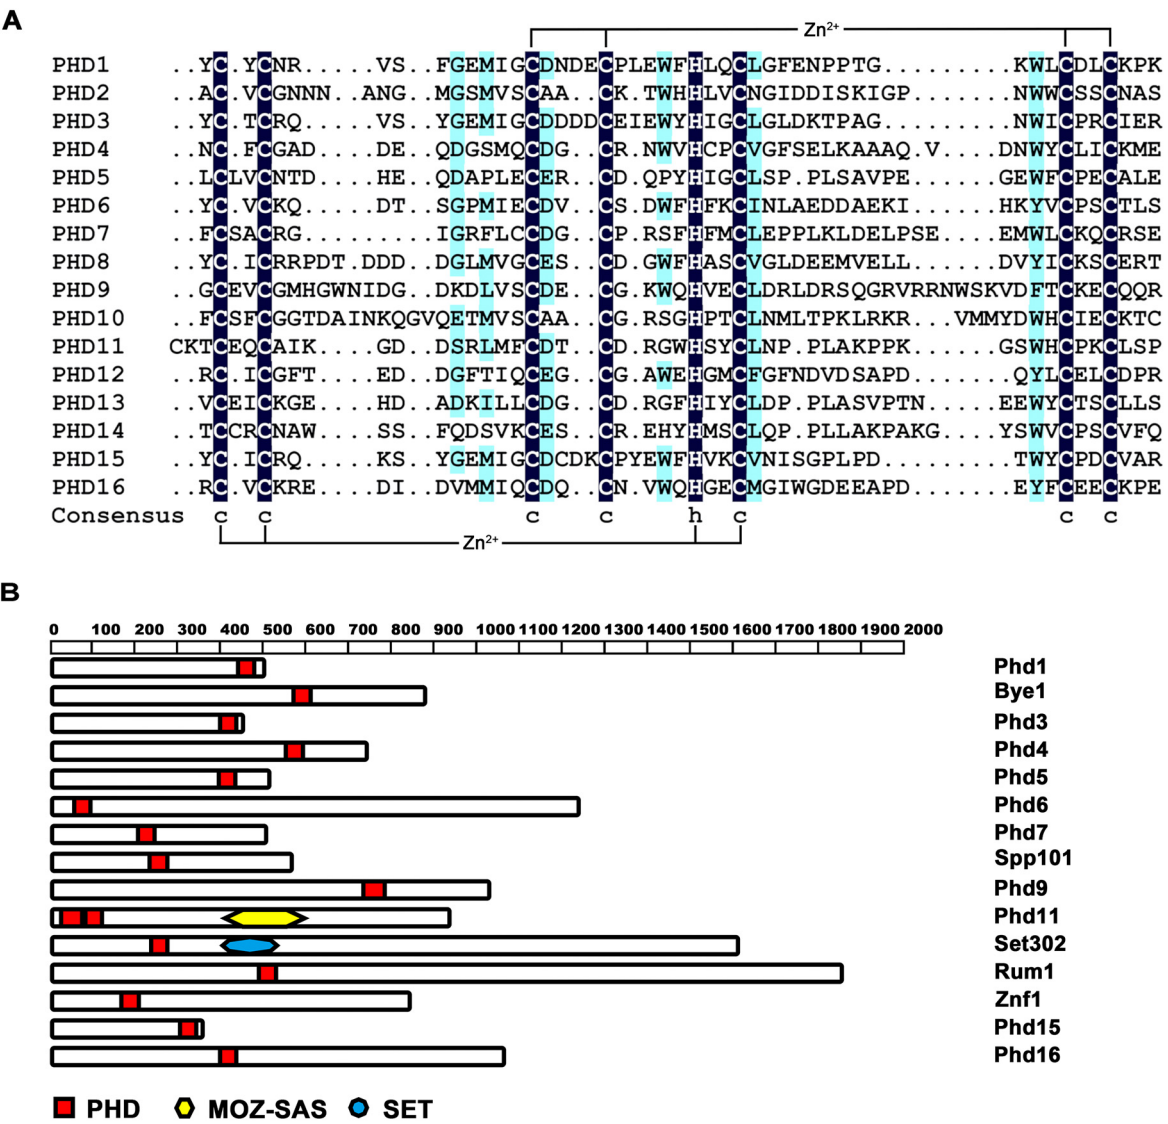 A
Zn2+
PHD1 ..YC.YCNR.....VS..FGEMIGCDNDECPLEWFHLQCLGFENPPTG.........KWLCDLCKPK
PHD2 ..AC.VCGNNN..ANG..MGSMVSCAA..CK.TWHHLVCNGIDDISKIGP.......NWWCSSCNAS
PHD3 ..YC.TCRQ.....VS..YGEMIGCDDDDCEIEWYHIGCLGLDKTPAG.........NWICPRCIER
PHD4 ..NC.FCGAD....DE..QDGSMQCDG..CR.NWVHCPCVGFSELKAAAQ.V....DNWYCLICKME
PHD5 ..LCLVCNTD....HE..QDAPLECER..CD.QPYHIGCLSP.PLSAVPE......GEWFCPECALE
PHD6 ..YC.VCKQ.....DT..SGPMIECDV..CS.DWFHFKCINLAEDDAEKI......HKYVCPSCTLS
PHD7 ..FCSACRG.........IGRFLCCDG..CP.RSFHFMCLEPPLKLDELPSE....EMWLCKQCRSE
PHD8 ..YC.ICRRPDT.DDD..DGLMVGCES..CD.GWFHASCVGLDEEMVELL......DVYICKSCERT
PHD9 ..GCEVCGMHGWNIDG..DKDLVSCDE..CG.KWQHVECLDRLDRSQGRVRRNWSKVDFTCKECQQR
PHD10 ..FCSFCGGTDAINKQGVQETMVSCAA..CG.RSGHPTCLNMLTPKLRKR...VMMYDWHCIECKTC
PHD11 CKTCEQCAIK....GD..DSRLMFCDT..CD.RGWHSYCLNP.PLAKPPK......GSWHCPKCLSP
PHD12 ..RC.ICGFT....ED..DGFTIQCEG..CG.AWEHGMCFGFNDVDSAPD.......QYLCELCDPR
PHD13 ..VCEICKGE....HD..ADKILLCDG..CD.RGFHIYCLDP.PLASVPTN.....EEWYCTSCLLS
PHD14 ..TCCRCNAW....SS..FQDSVKCES..CR.EHYHMSCLQP.PLLAKPAKG....YSWVCPSCVFQ
PHD15 ..YC.ICRQ.....KS..YGEMIGCDCDKCPYEWFHVKCVNISGPLPD.........TWYCPDCVAR
PHD16 ..RC.VCKRE....DI..DVMMIQCDQ..CN.VWQHGECMGIWGDEEAPD.......EYFCEECKPE
Consensus c c c c h c c c
Zn2+
B
0 100 200 300 400 500 600 700 800 900 1000 1100 1200 1300 1400 1500 1600 1700 1800 1900 2000
Phd1
Bye1
Phd3
Phd4
Phd5
Phd6
Phd7
Spp101
Phd9
Phd11
Set302
Rum1
Znf1
Phd15
Phd16
PHD MOZ-SAS SET